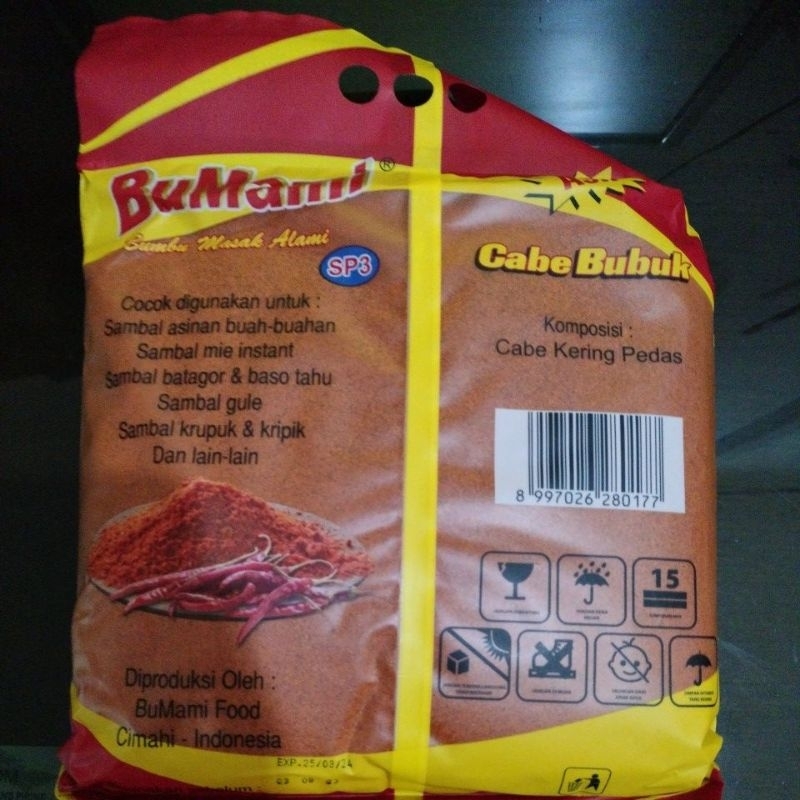 BuMami®
Bumbu Masak Alami
SP3
Cocok digunakan untuk :
Sambal asinan buah-buahan
Sambal mie instant
Sambal batagor & baso tahu
Sambal gule
Sambal krupuk & kripik
Dan lain-lain
Diproduksi Oleh :
BuMami Food
Cimahi - Indonesia
EXP.25/08/24
Cabe Bubuk
Komposisi :
Cabe Kering Pedas
8 997026 280177
15